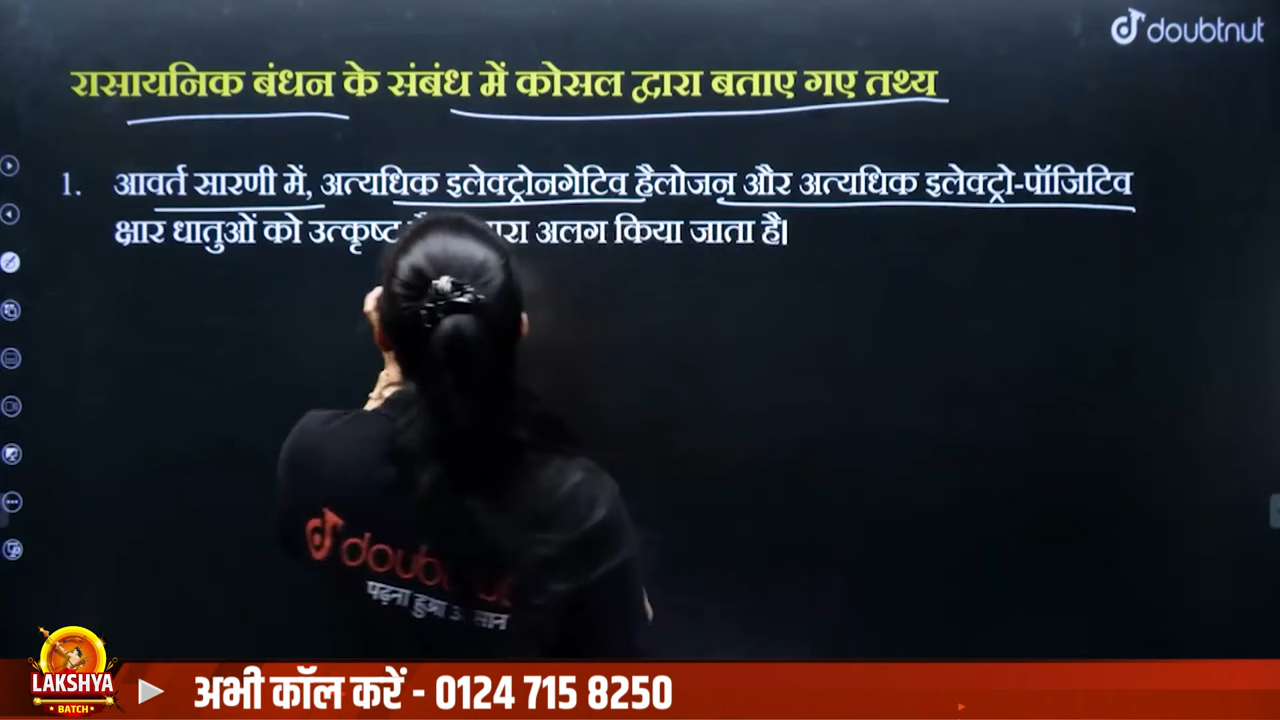 doubtnut
रासायनिक बंधन के संबंध में कोसल द्वारा बताए गए तथ्य
1. आवर्त सारणी में, अत्यधिक इलेक्ट्रोनगेटिव हैलोजन और अत्यधिक इलेक्ट्रो-पॉजिटिव
क्षार धातुओं को उत्कृष्ट अलग किया जाता है।
doubtnut
पढ़ना हुआ
LAKSHYA
BATCH
अभी कॉल करें - 0124 715 8250